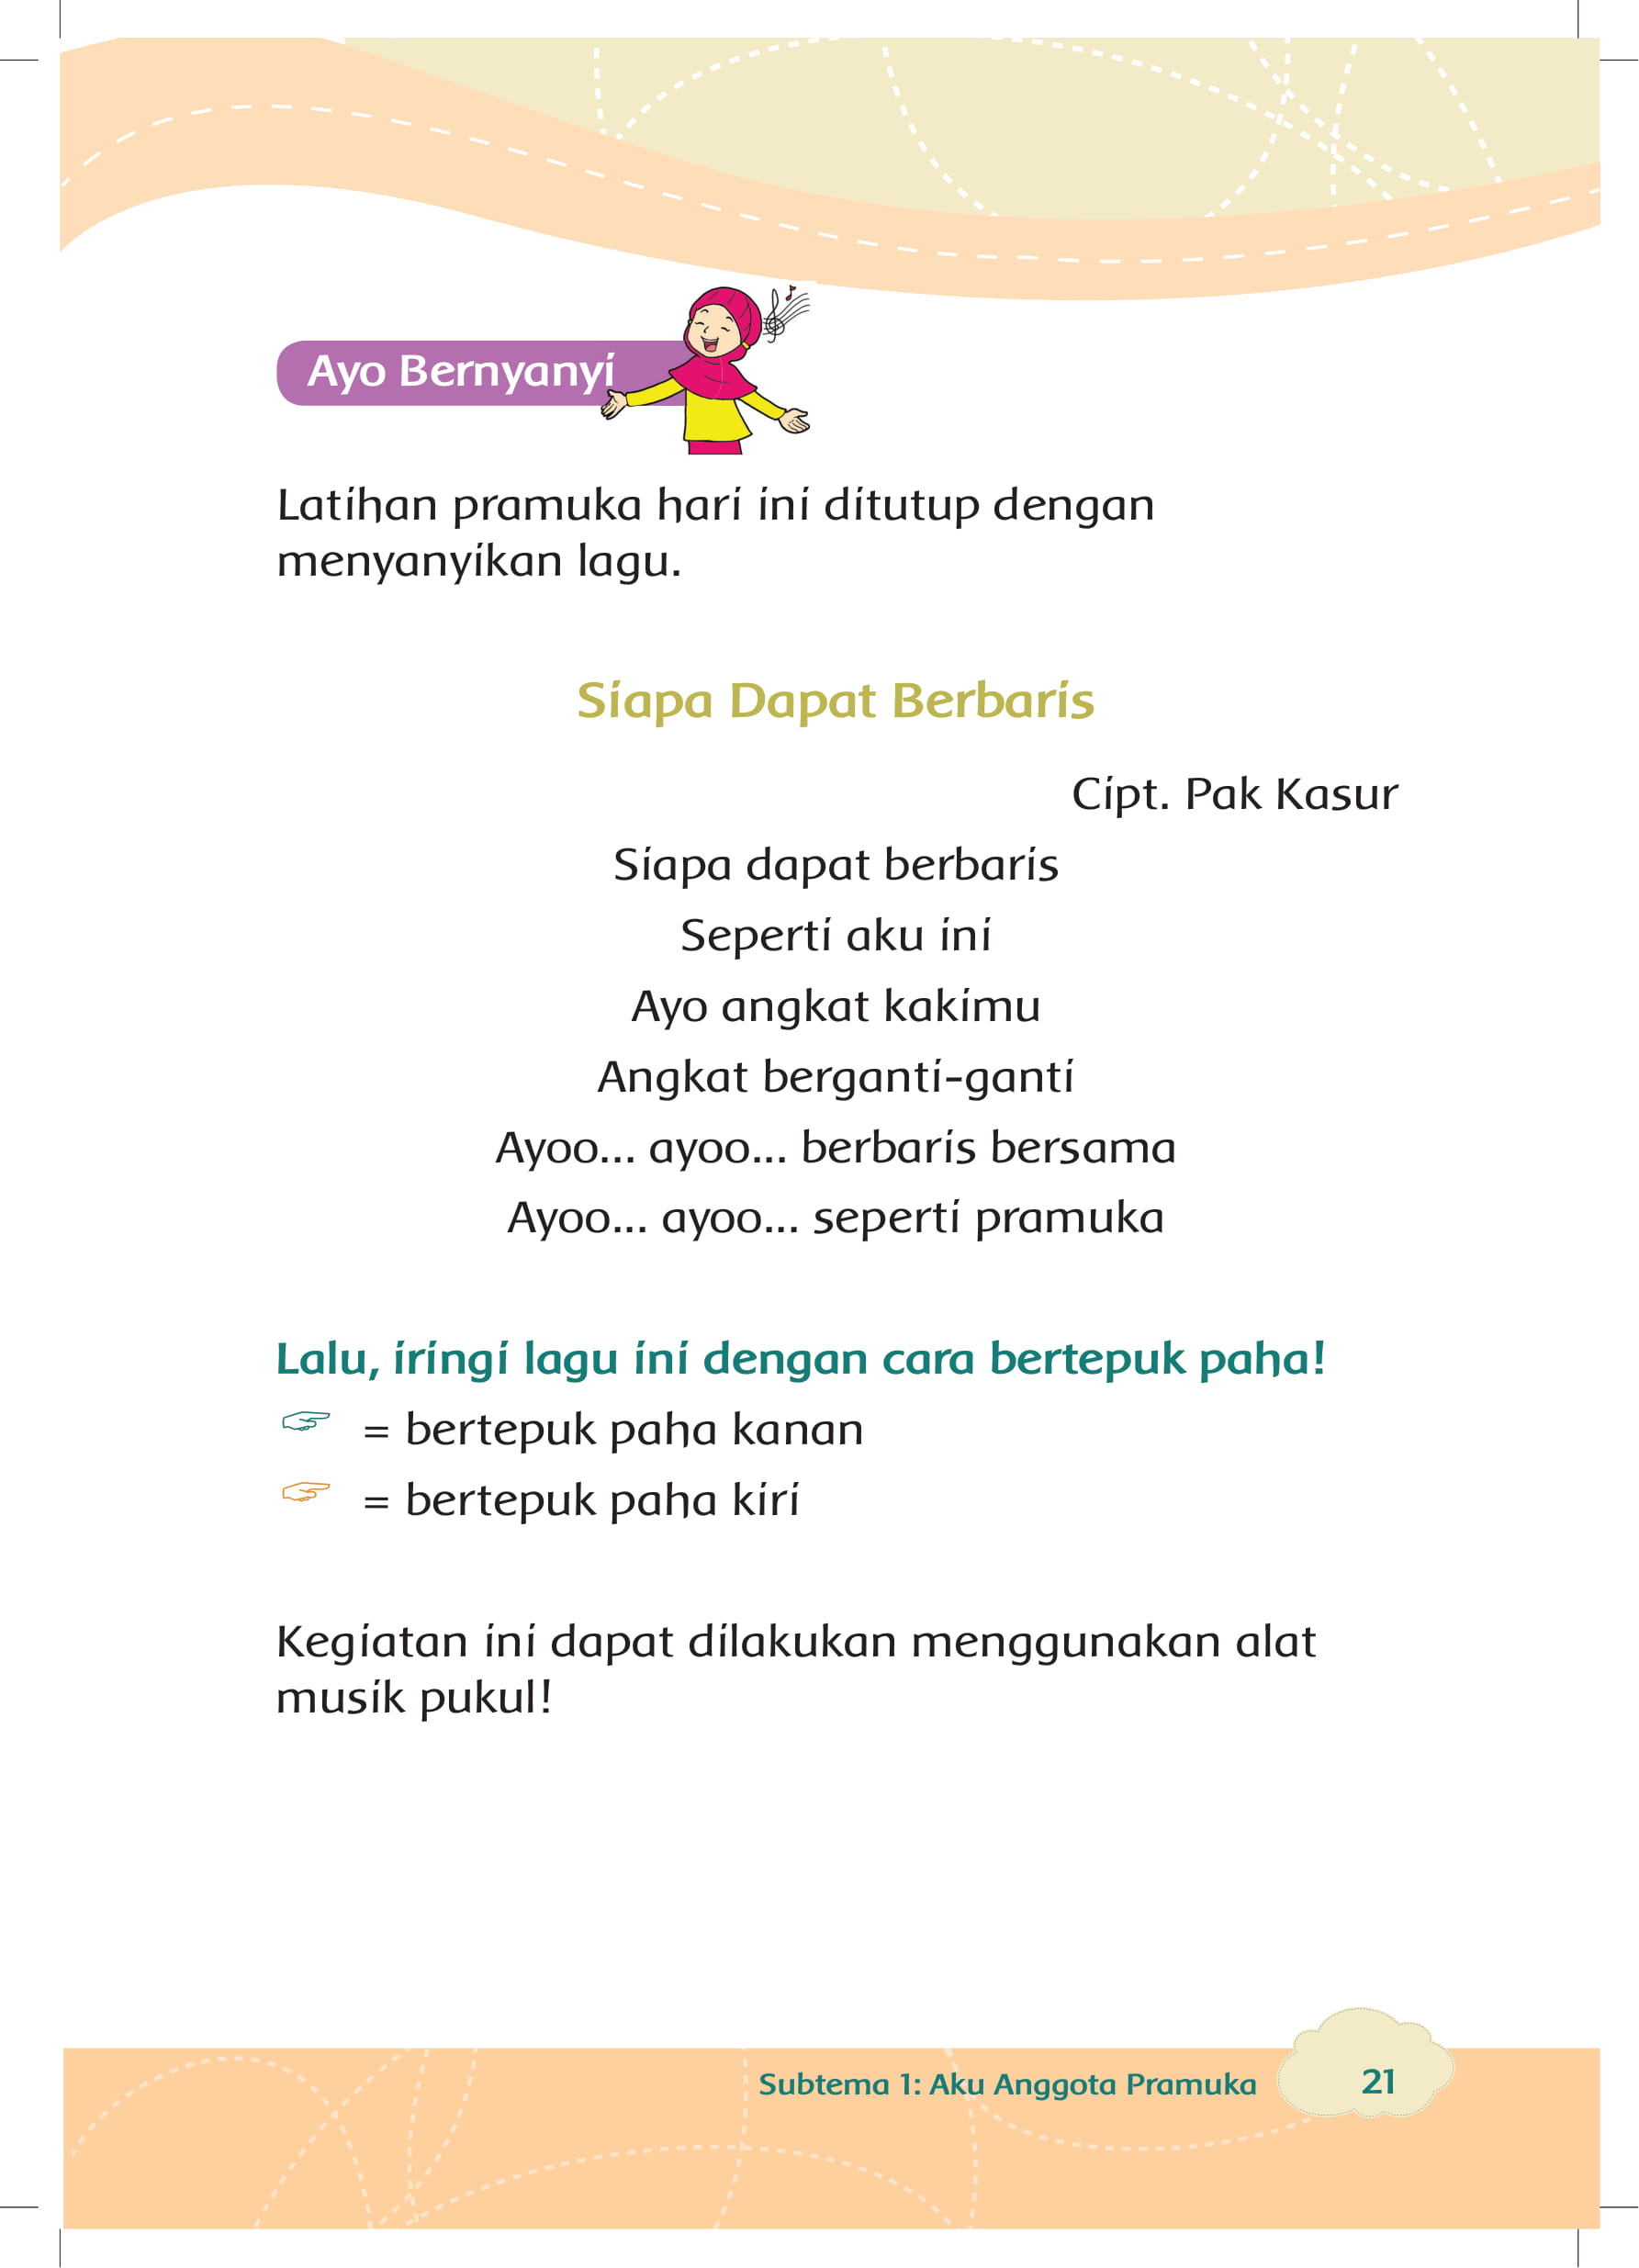 Ayo Bernyanyi
Latihan pramuka hari ini ditutup dengan
menyanyikan lagu.
Siapa Dapat Berbaris
Cipt. Pak Kasur
Siapa dapat berbaris
Seperti aku ini
Ayo angkat kakimu
Angkat berganti-ganti
Ayoo... ayoo... berbaris bersama
Ayoo... ayoo... seperti pramuka
Lalu, iringi lagu ini dengan cara bertepuk paha!
= bertepuk paha kanan
= bertepuk paha kiri
Kegiatan ini dapat dilakukan menggunakan alat
musik pukul!
Subtema 1: Aku Anggota Pramuka
21